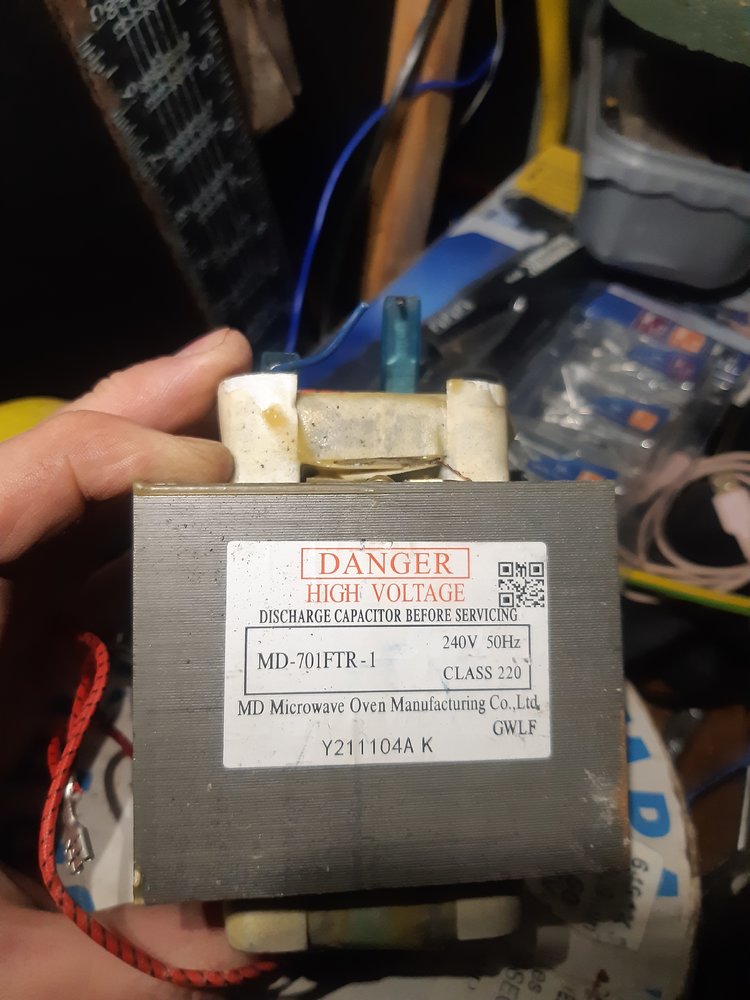 DANGER
HIGH VOLTAGE
DISCHARGE CAPACITOR BEFORE SERVICING
MD-701FTR-1
240V 50Hz
CLASS 220
MD Microwave Oven Manufacturing Co.,Ltd.
GWLF
Y211104A K